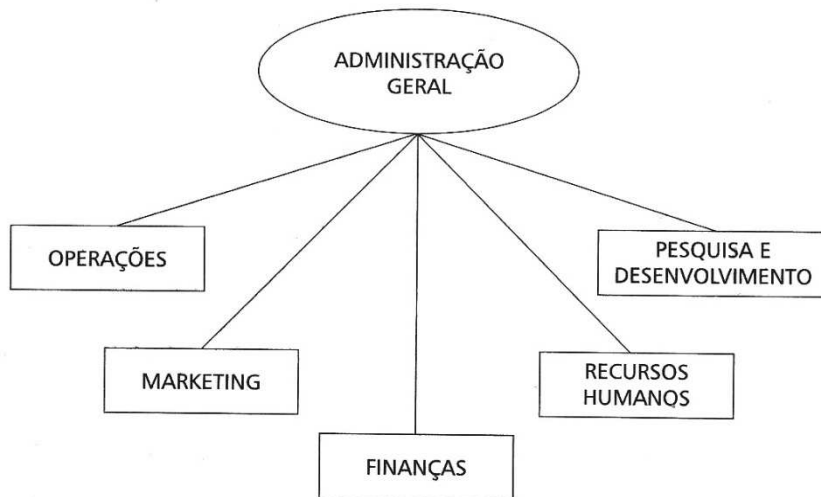 ADMINISTRAÇÃO
GERAL
OPERAÇÕES
PESQUISA E
DESENVOLVIMENTO
MARKETING
RECURSOS
HUMANOS
FINANÇAS